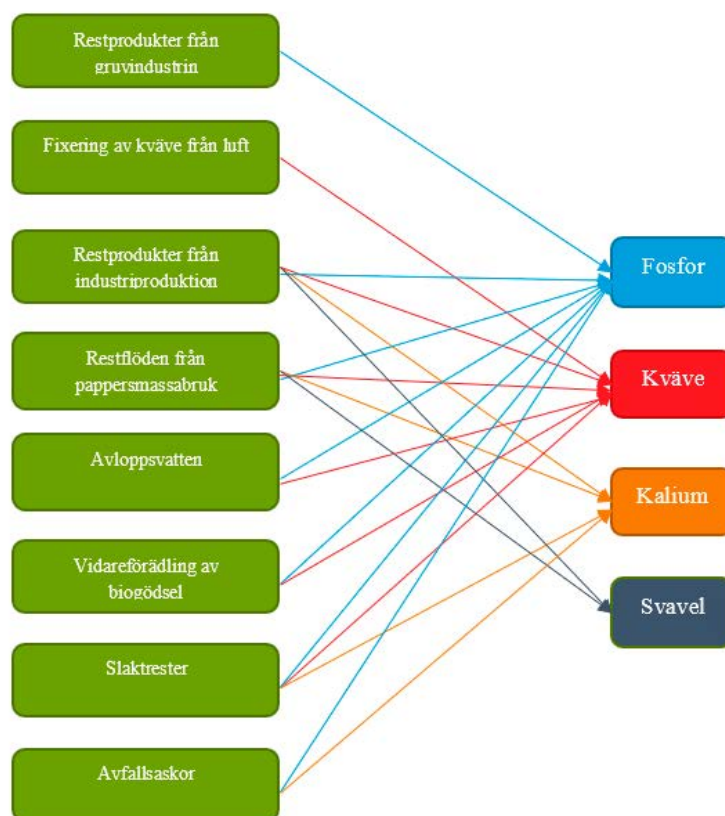 Restprodukter från
gruvindustrin
Fixering av kväve från luft
Restprodukter från
industriproduktion
Restflöden från
pappersmassabruk
Avloppsvatten
Vidareförädling av
biogödsel
Slaktrester
Avfallsaskor
Fosfor
Kväve
Kalium
Svavel